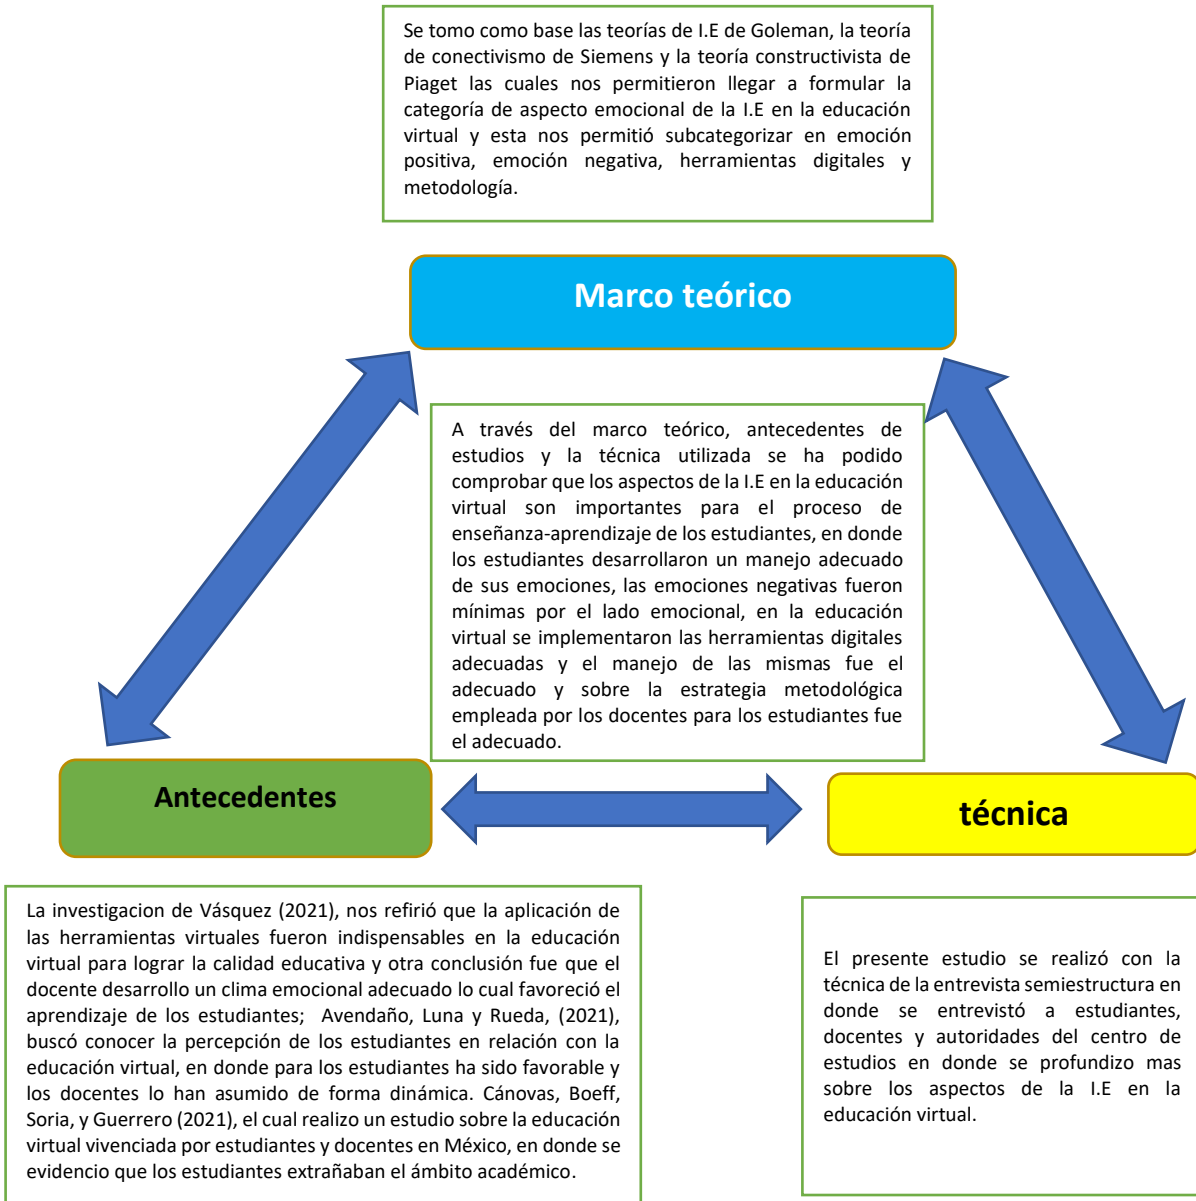 Se tomo como base las teorías de I.E de Goleman, la teoría
de conectivismo de Siemens y la teoría constructivista de
Piaget las cuales nos permitieron llegar a formular la
categoría de aspecto emocional de la I.E en la educación
virtual y esta nos permitió subcategorizar en emoción
positiva, emoción negativa, herramientas digitales y
metodología.
Marco teórico
A través del marco teórico, antecedentes de
estudios y la técnica utilizada se ha podido
comprobar que los aspectos de la I.E en la educación
virtual son importantes para el proceso de
enseñanza-aprendizaje de los estudiantes, en donde
los estudiantes desarrollaron un manejo adecuado
de sus emociones, las emociones negativas fueron
mínimas por el lado emocional, en la educación
virtual se implementaron las herramientas digitales
adecuadas y el manejo de las mismas fue el
adecuado y sobre la estrategia metodológica
empleada por los docentes para los estudiantes fue
el adecuado.
Antecedentes
técnica
La investigacion de Vásquez (2021), nos refirió que la aplicación de
las herramientas virtuales fueron indispensables en la educación
virtual para lograr la calidad educativa y otra conclusión fue que el
docente desarrollo un clima emocional adecuado lo cual favoreció el
aprendizaje de los estudiantes; Avendaño, Luna y Rueda, (2021),
buscó conocer la percepción de los estudiantes en relación con la
educación virtual, en donde para los estudiantes ha sido favorable y
los docentes lo han asumido de forma dinámica. Cánovas, Boeff,
Soria, y Guerrero (2021), el cual realizo un estudio sobre la educación
virtual vivenciada por estudiantes y docentes en México, en donde se
evidencio que los estudiantes extrañaban el ámbito académico.
El presente estudio se realizó con la
técnica de la entrevista semiestructura en
donde se entrevistó a estudiantes,
docentes y autoridades del centro de
estudios en donde se profundizo mas
sobre los aspectos de la I.E en la
educación virtual.